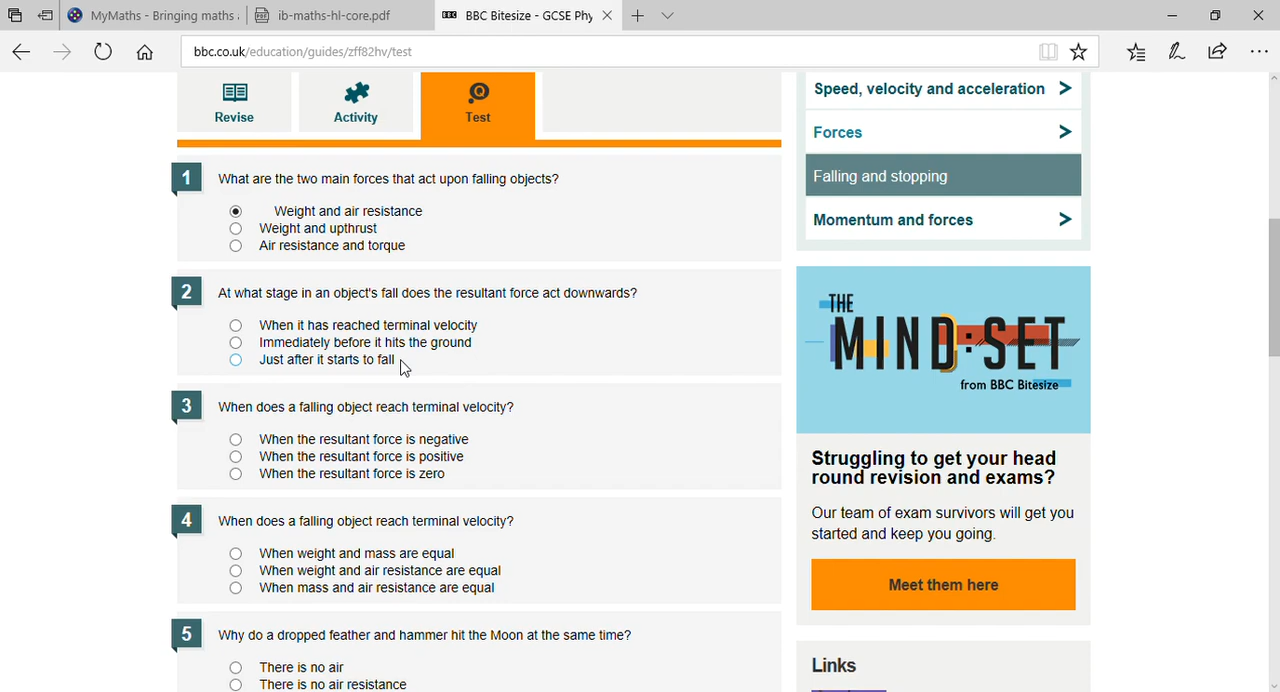 MyMaths - Bringing maths
ib-maths-hl-core.pdf
BBC Bitesize - GCSE Phy
bbc.co.uk/education/guides/zff82hv/test
Revise
Activity
Test
1
What are the two main forces that act upon falling objects?
Weight and air resistance
Weight and upthrust
Air resistance and torque
2
At what stage in an object's fall does the resultant force act downwards?
When it has reached terminal velocity
Immediately before it hits the ground
Just after it starts to fall
3
When does a falling object reach terminal velocity?
When the resultant force is negative
When the resultant force is positive
When the resultant force is zero
4
When does a falling object reach terminal velocity?
When weight and mass are equal
When weight and air resistance are equal
When mass and air resistance are equal
5
Why do a dropped feather and hammer hit the Moon at the same time?
There is no air
There is no air resistance
Speed, velocity and acceleration
Forces
Falling and stopping
Momentum and forces
THE
MIND:SET
from BBC Bitesize
Struggling to get your head
round revision and exams?
Our team of exam survivors will get you
started and keep you going.
Meet them here
Links